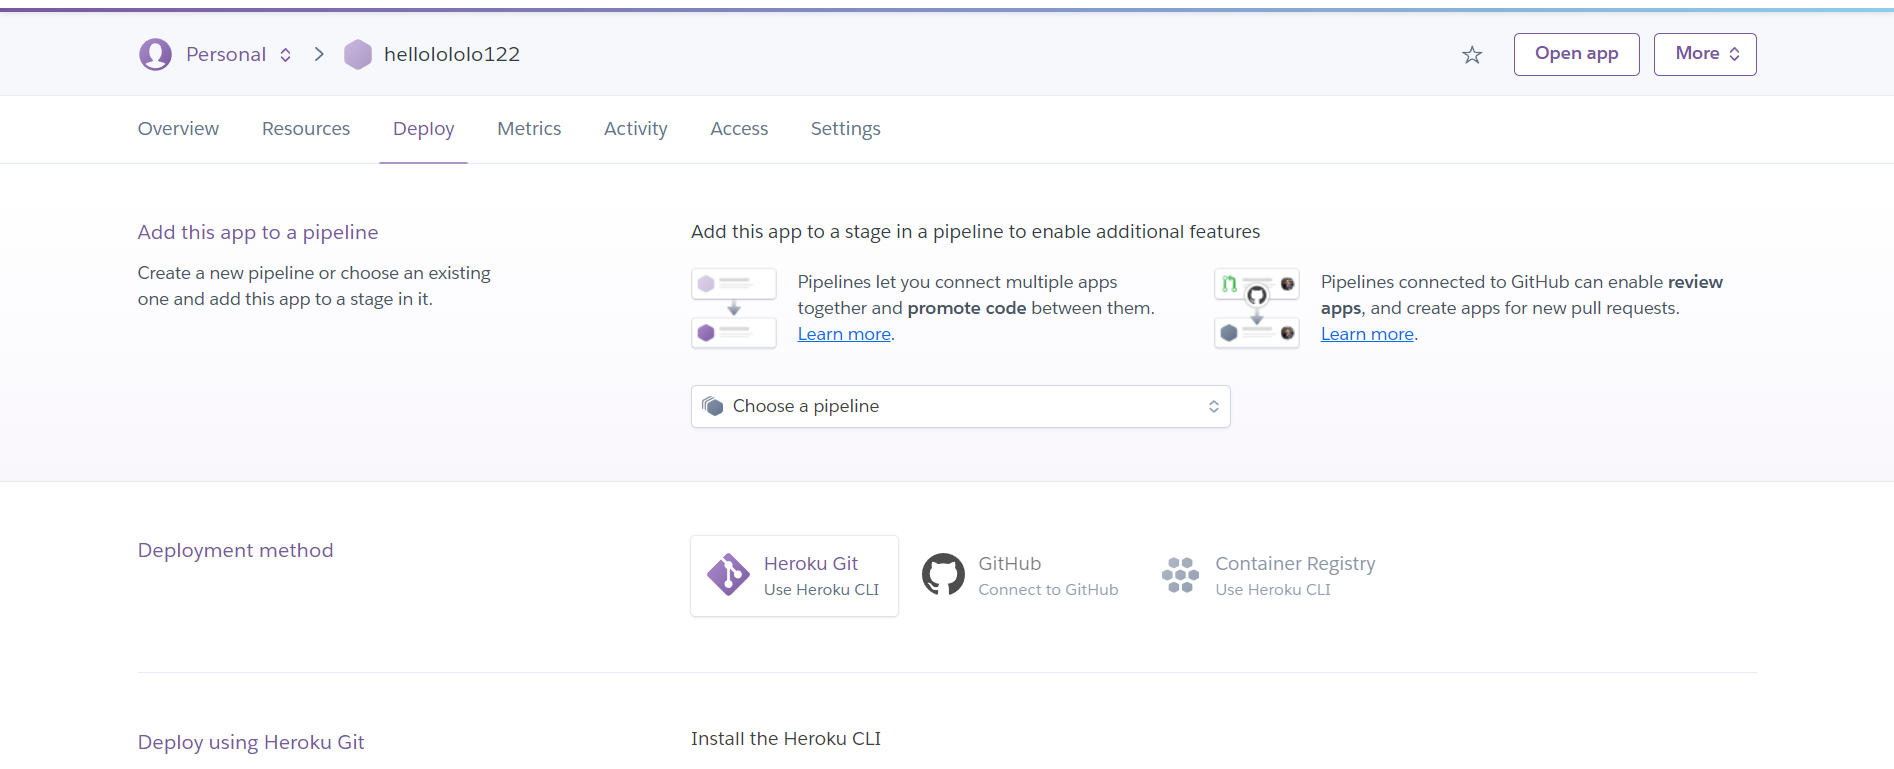 Personal
hellolololo122
Open app
More
Overview
Resources
Deploy
Metrics
Activity
Access
Settings
Add this app to a pipeline
Create a new pipeline or choose an existing
one and add this app to a stage in it.
Add this app to a stage in a pipeline to enable additional features
Pipelines let you connect multiple apps
together and promote code between them.
Learn more.
Pipelines connected to GitHub can enable review
apps, and create apps for new pull requests.
Learn more.
Choose a pipeline
Deployment method
Heroku Git
Use Heroku CLI
GitHub
Connect to GitHub
Container Registry
Use Heroku CLI
Deploy using Heroku Git
Install the Heroku CLI